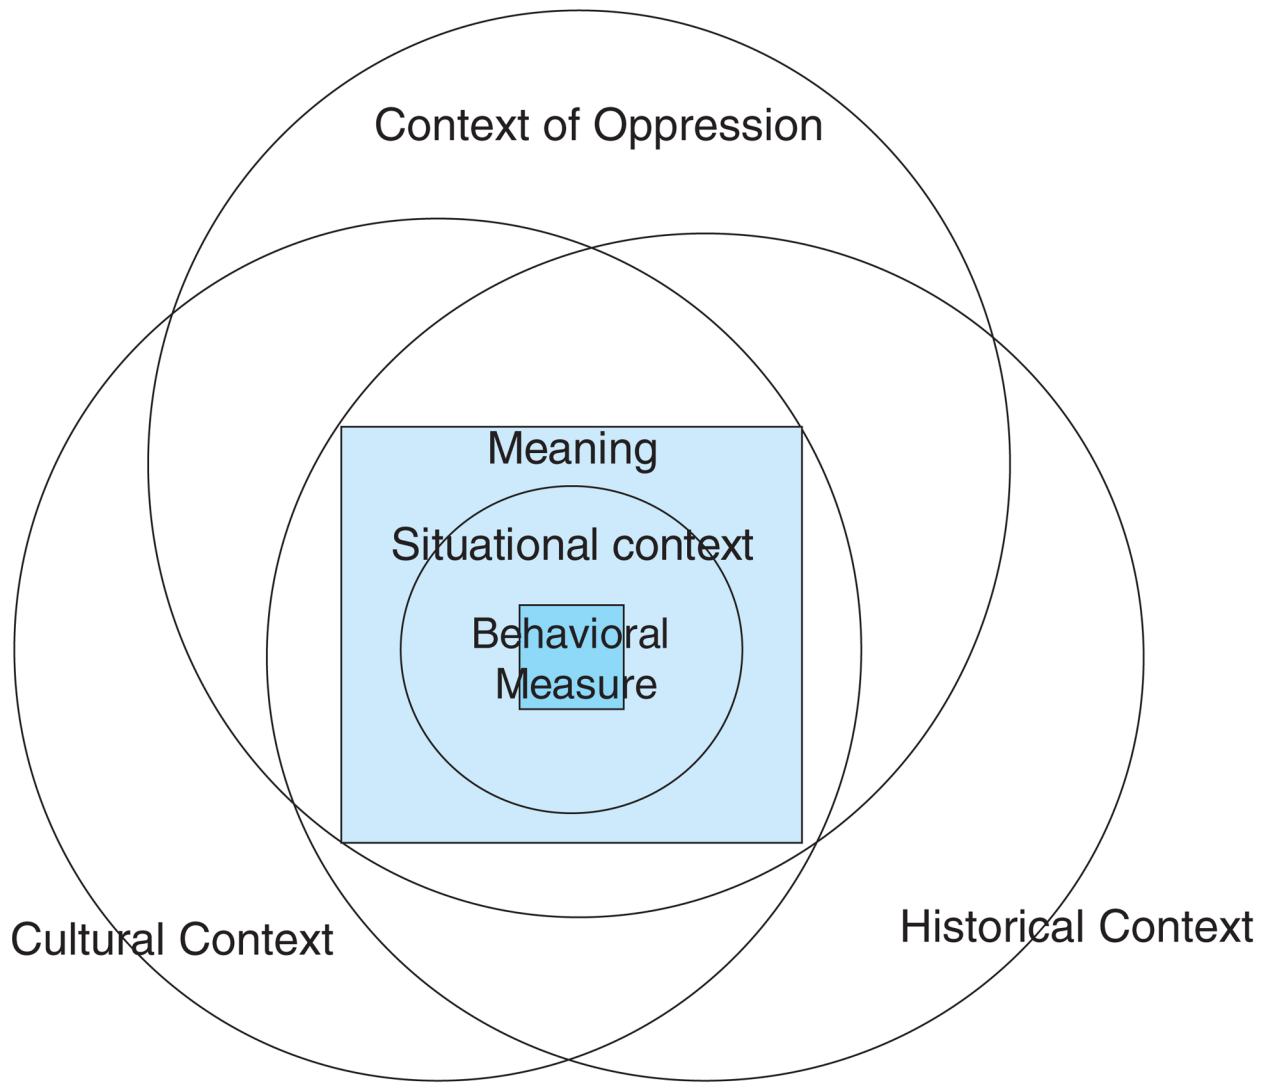 Context of Oppression
Meaning
Situational context
Behavioral
Measure
Cultural Context
Historical Context